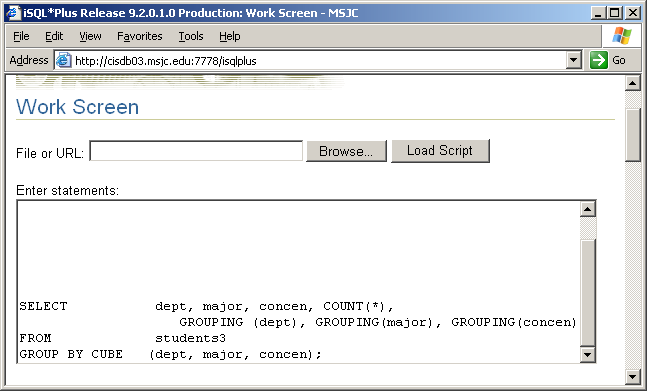 iSQL*Plus Release 9.2.0.1.0 Production: Work Screen - MSJC
File Edit View Favorites Tools Help
Address http://cisdb03.msjc.edu:7778/isqlplus Go
Work Screen
File or URL: Browse... Load Script
Enter statements:
SELECT dept, major, concen, COUNT(*),
GROUPING (dept), GROUPING(major), GROUPING(concen)
FROM students3
GROUP BY CUBE (dept, major, concen);